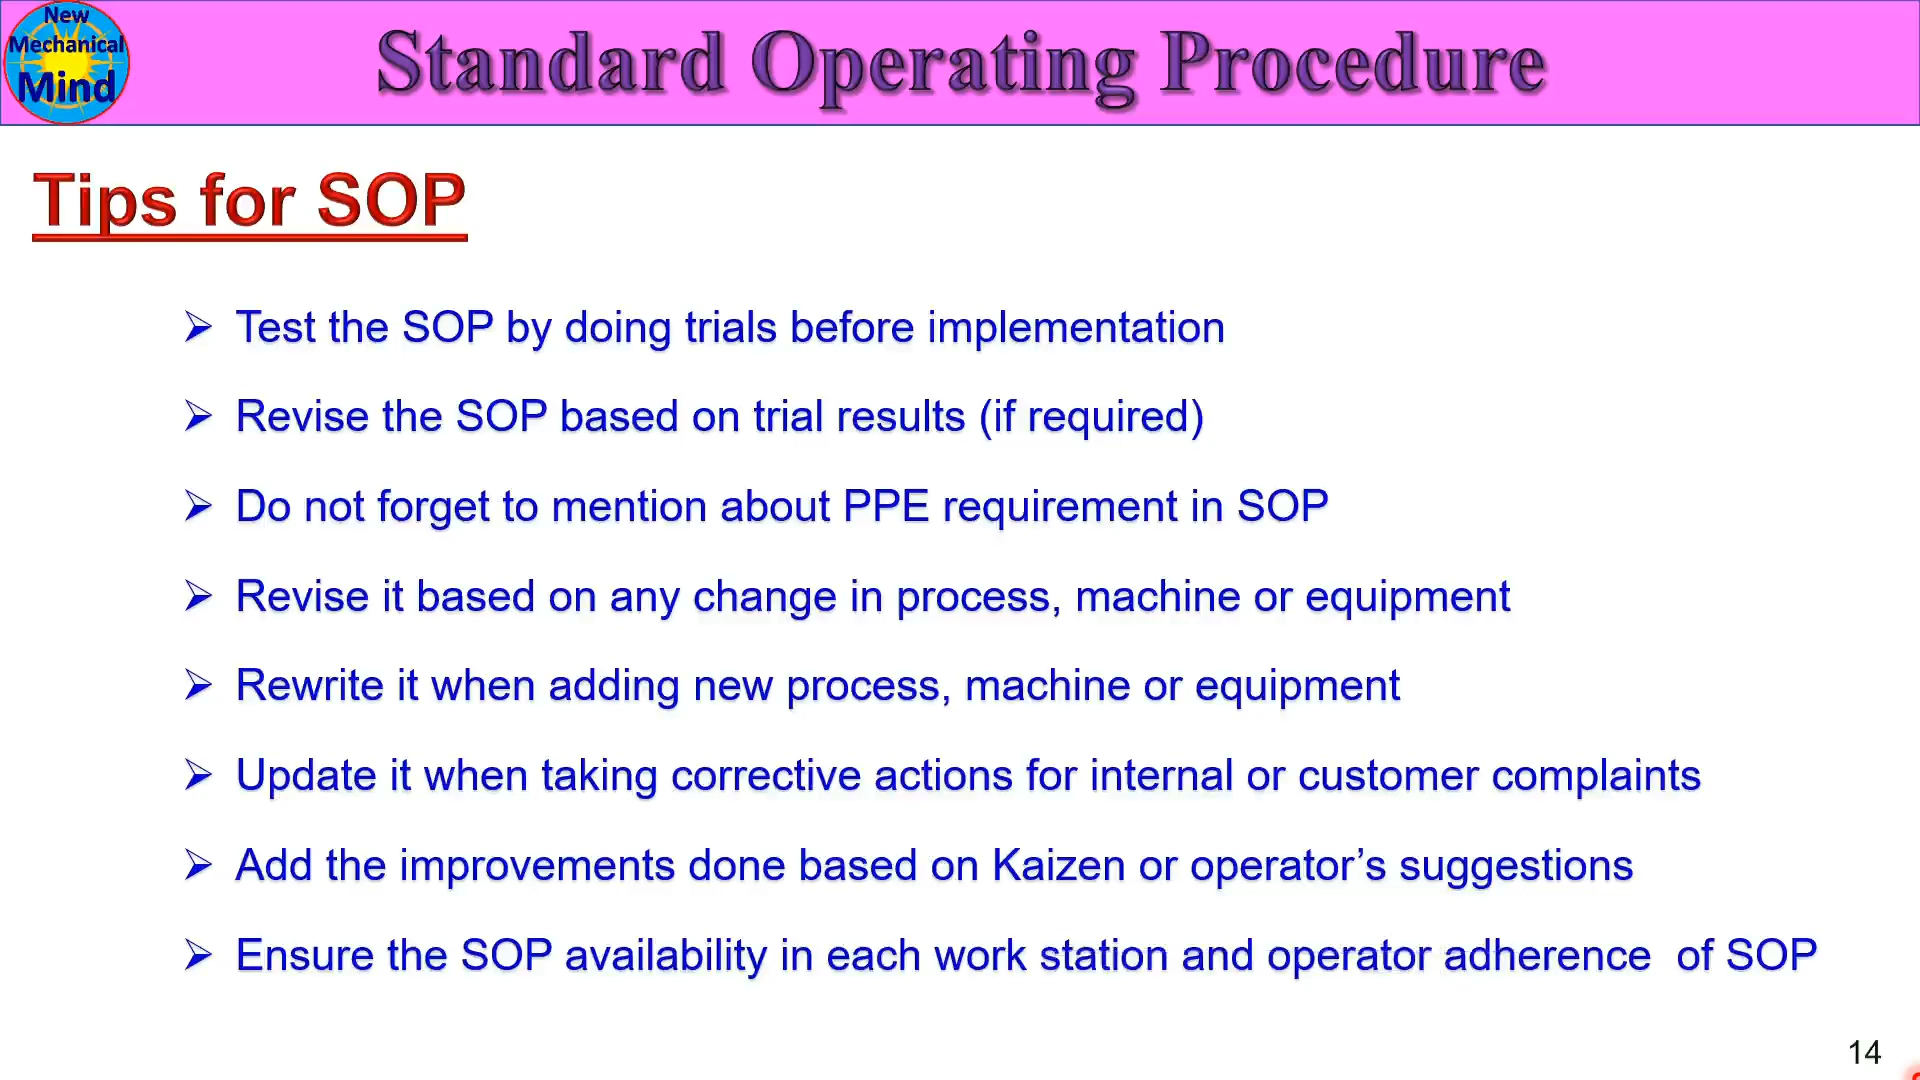 New
Mechanical
Mind
Standard Operating Procedure
Tips for SOP
➢ Test the SOP by doing trials before implementation
➢ Revise the SOP based on trial results (if required)
➢ Do not forget to mention about PPE requirement in SOP
➢ Revise it based on any change in process, machine or equipment
➢ Rewrite it when adding new process, machine or equipment
➢ Update it when taking corrective actions for internal or customer complaints
➢ Add the improvements done based on Kaizen or operator’s suggestions
➢ Ensure the SOP availability in each work station and operator adherence  of SOP
14